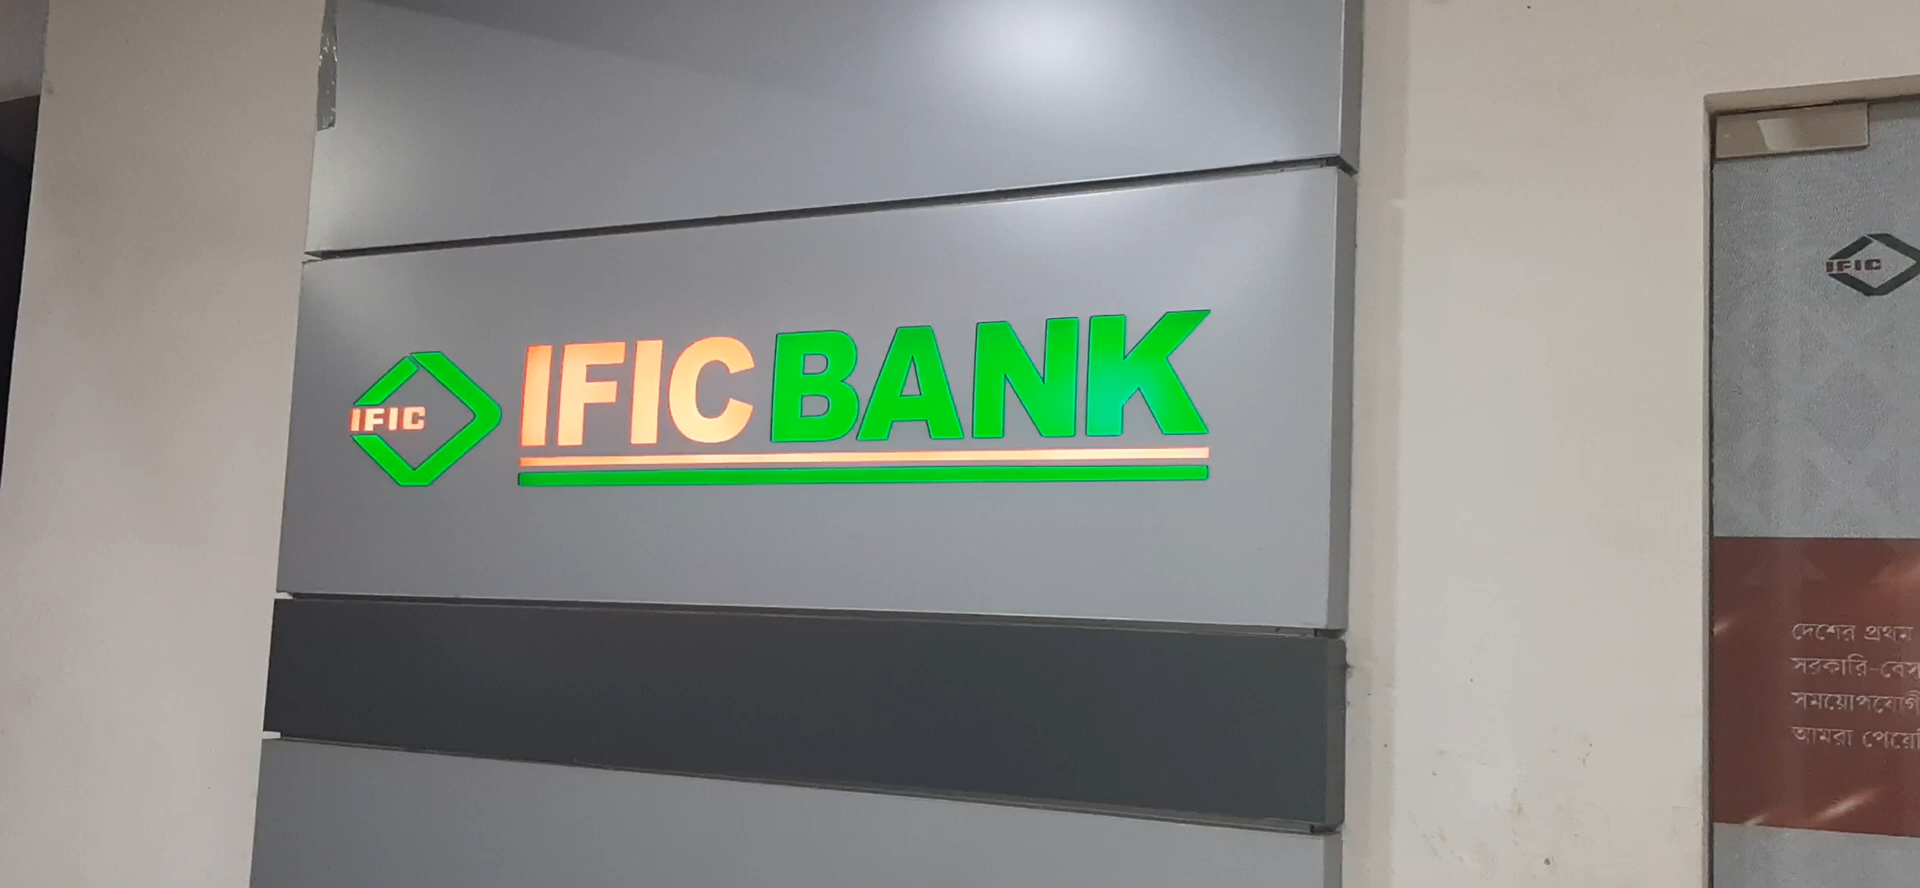 IFIC
IFIC BANK
IFIC
দেশের প্রথম
সরকারি-বেস
সময়োপযোগী
আমরা পেয়ে